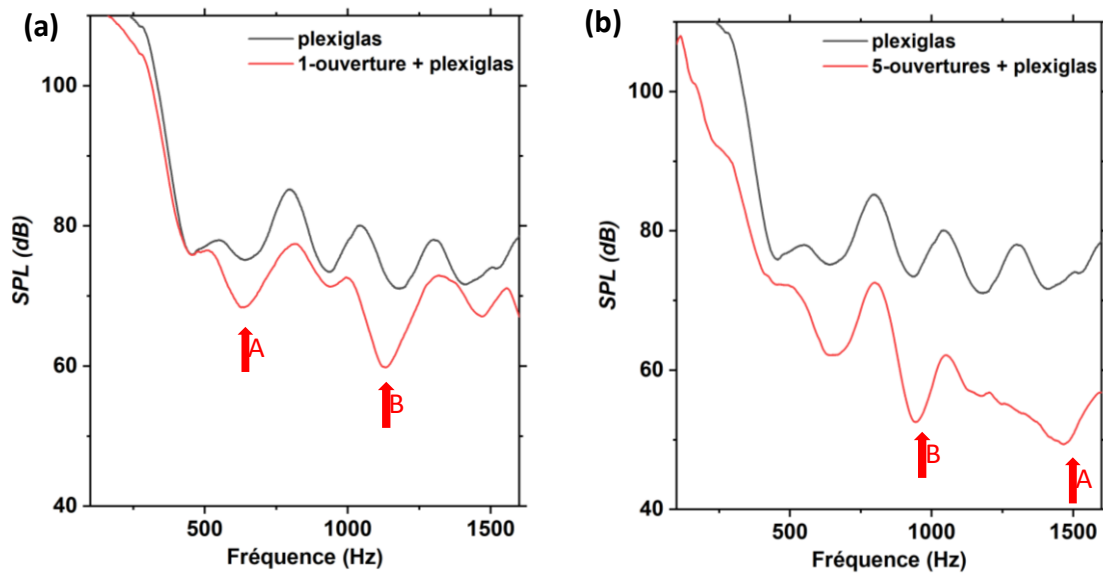 (a)
plexiglas
1-ouverture + plexiglas
100
80
60
40
SPL (dB)
A
B
500
1000
1500
Fréquence (Hz)
(b)
plexiglas
5-ouvertures + plexiglas
100
80
60
40
SPL (dB)
B
A
500
1000
1500
Fréquence (Hz)